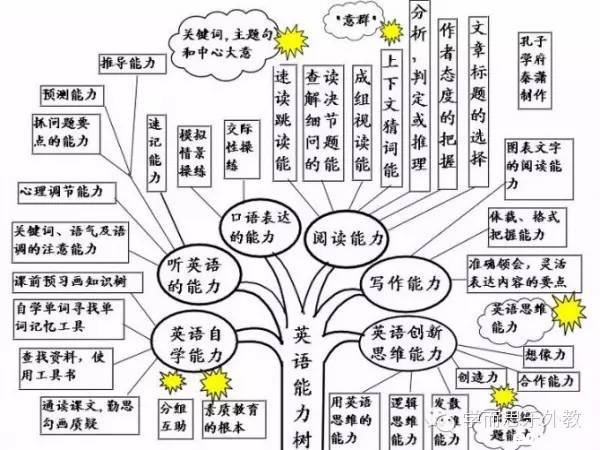 关键词,主题句
和中心大意
"意群"
推导能力
预测能力
抓问题要
点的能力
速记能力
心理调节能力
关键词、语气及语
调的注意能力
模拟
情景
操练
交际
性操
练
速读跳读能
查读决节
解细问题的
能
成组视读能
上下文猜词能
分析,判定或推理
作者态度的把握
文章标题的选择
孔子
学府
秦潇
制作
图表文字
的阅读能
力
体裁、格式
把握能力
准确领会,灵活
表达内容的要点
听英语
的能力
口语表达
的能力
阅读能力
写作能力
课前预习画知识树
自学单词寻找单
词记忆工具
查找资料,使
用工具书
通读课文,勤思
勾画质疑
英语自
学能力
分组
互助
素质教育
的根本
英语能力树
英语创新
思维能力
英语思维
能力
想像力
创造力
合作能力
用英语
思维的
能力
逻辑
思维
能力
发散
思维
能力
题能力
学而思乐外教